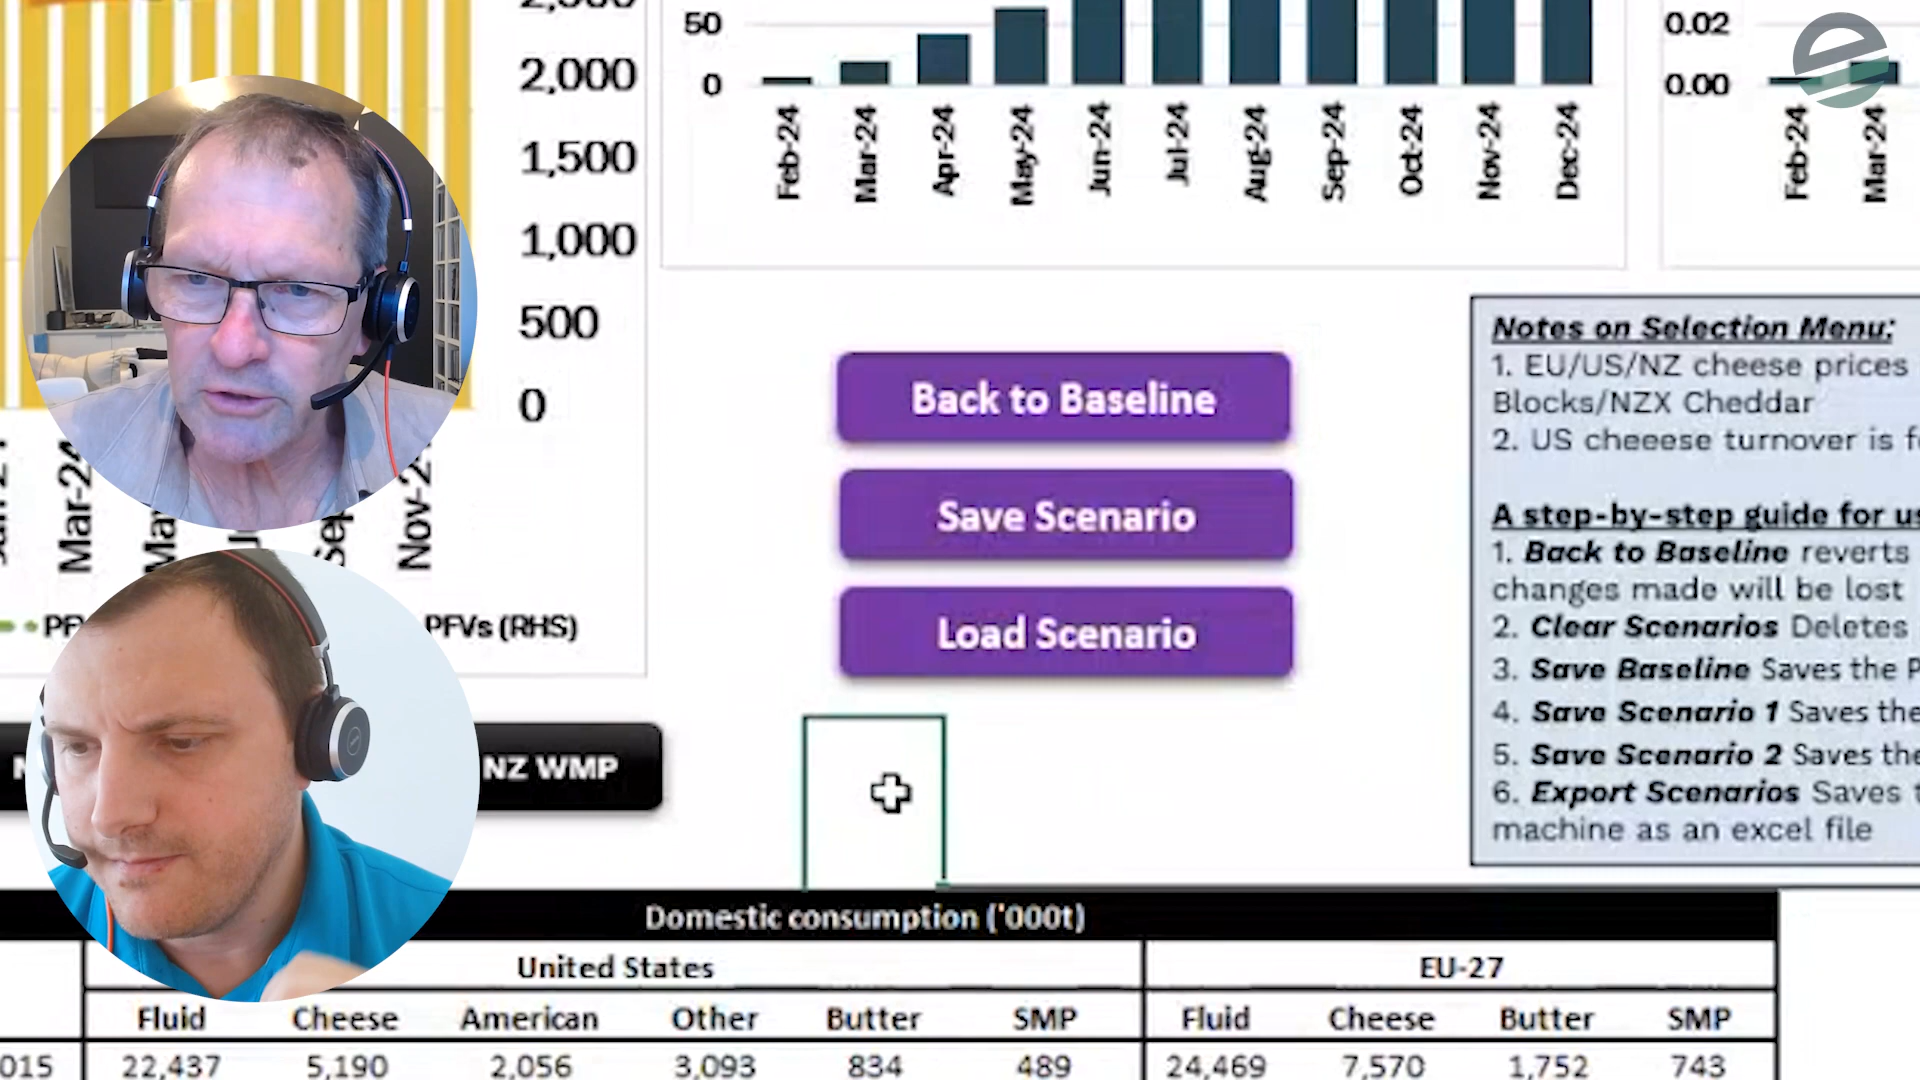 2,500
2,000
1,500
1,000
500
0
Mar-24
Nov-2
PFVs (RHS)
NZ WMP
50
0
Feb-24
Mar-24
Apr-24
May-24
Jun-24
Jul-24
Aug-24
Sep-24
Oct-24
Nov-24
Dec-24
0.02
0.00
Feb-24
Mar-24
Back to Baseline
Save Scenario
Load Scenario
Notes on Selection Menu:
1. EU/US/NZ cheese prices
Blocks/NZX Cheddar
2. US cheeese turnover is
A step-by-step guide for
1. Back to Baseline reverts
changes made will be lost
2. Clear Scenarios Deletes
3. Save Baseline Saves the
4. Save Scenario 1 Saves the
5. Save Scenario 2 Saves the
6. Export Scenarios Saves
machine as an excel file
Domestic consumption ('000t)
United States EU-27
Fluid Cheese American Other Butter SMP Fluid Cheese Butter SMP
015 22,437 5,190 2,056 3,093 834 489 24,469 7,570 1,752 743